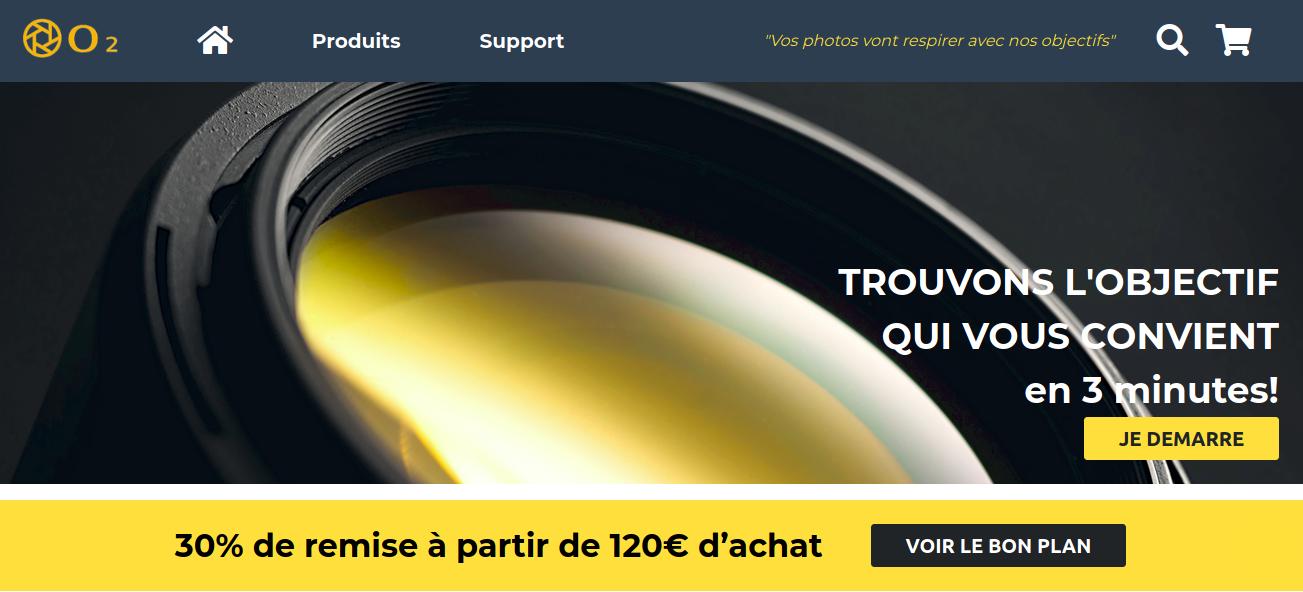 O 2
Produits
Support
"Vos photos vont respirer avec nos objectifs"
TROUVONS L'OBJECTIF
QUI VOUS CONVIENT
en 3 minutes!
JE DEMARRE
30% de remise à partir de 120€ d’achat
VOIR LE BON PLAN